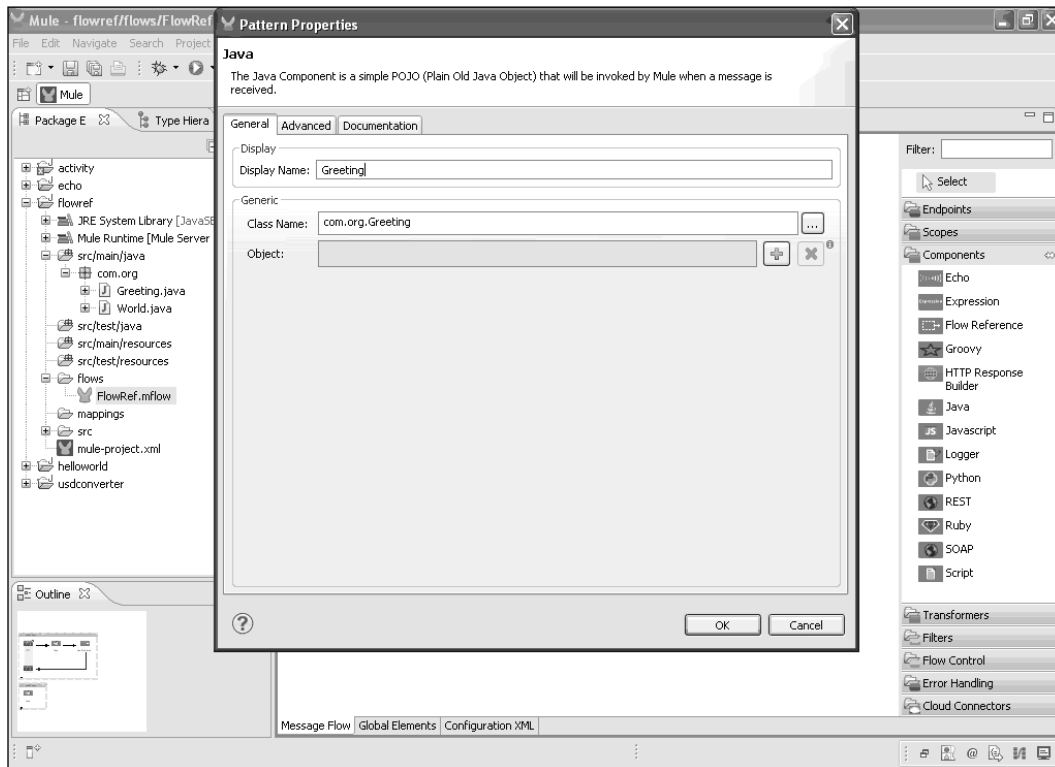 Mule - flowref/flows/FlowRef
File Edit Navigate Search Project
Mule
Package E
Type Hiera
activity
echo
flowref
JRE System Library [JavaSE
Mule Runtime [Mule Server
src/main/java
com.org
Greeting.java
World.java
src/test/java
src/main/resources
src/test/resources
flows
FlowRef.mflow
mappings
src
mule-project.xml
helloworld
usdconverter
Outline
Pattern Properties
Java
The Java Component is a simple POJO (Plain Old Java Object) that will be invoked by Mule when a message is
received.
General Advanced Documentation
Display
Display Name: Greeting
Generic
Class Name: com.org.Greeting ...
Object:
OK Cancel
Message Flow Global Elements Configuration XML
Filter:
Select
Endpoints
Scopes
Components
Echo
Expression
Flow Reference
Groovy
HTTP Response
Builder
Java
JS Javascript
Logger
Python
REST
Ruby
SOAP
Script
Transformers
Filters
Flow Control
Error Handling
Cloud Connectors